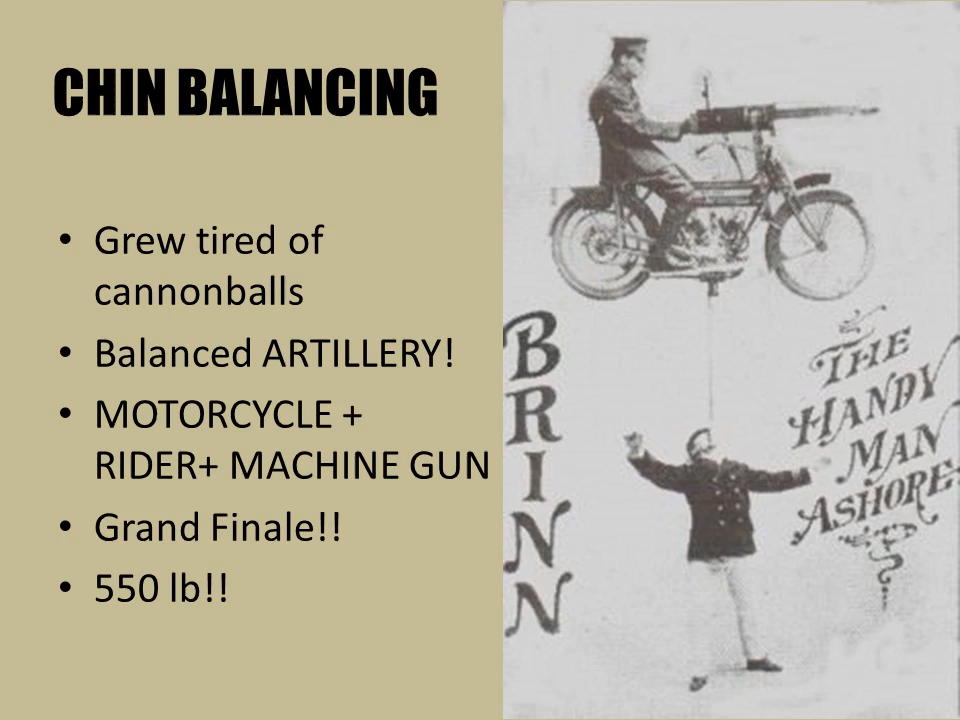 CHIN BALANCING
• Grew tired of
cannonballs
• Balanced ARTILLERY!
• MOTORCYCLE +
RIDER+ MACHINE GUN
• Grand Finale!!
• 550 lb!!
BRINN
THE
HANDY
MAN
ASHORE